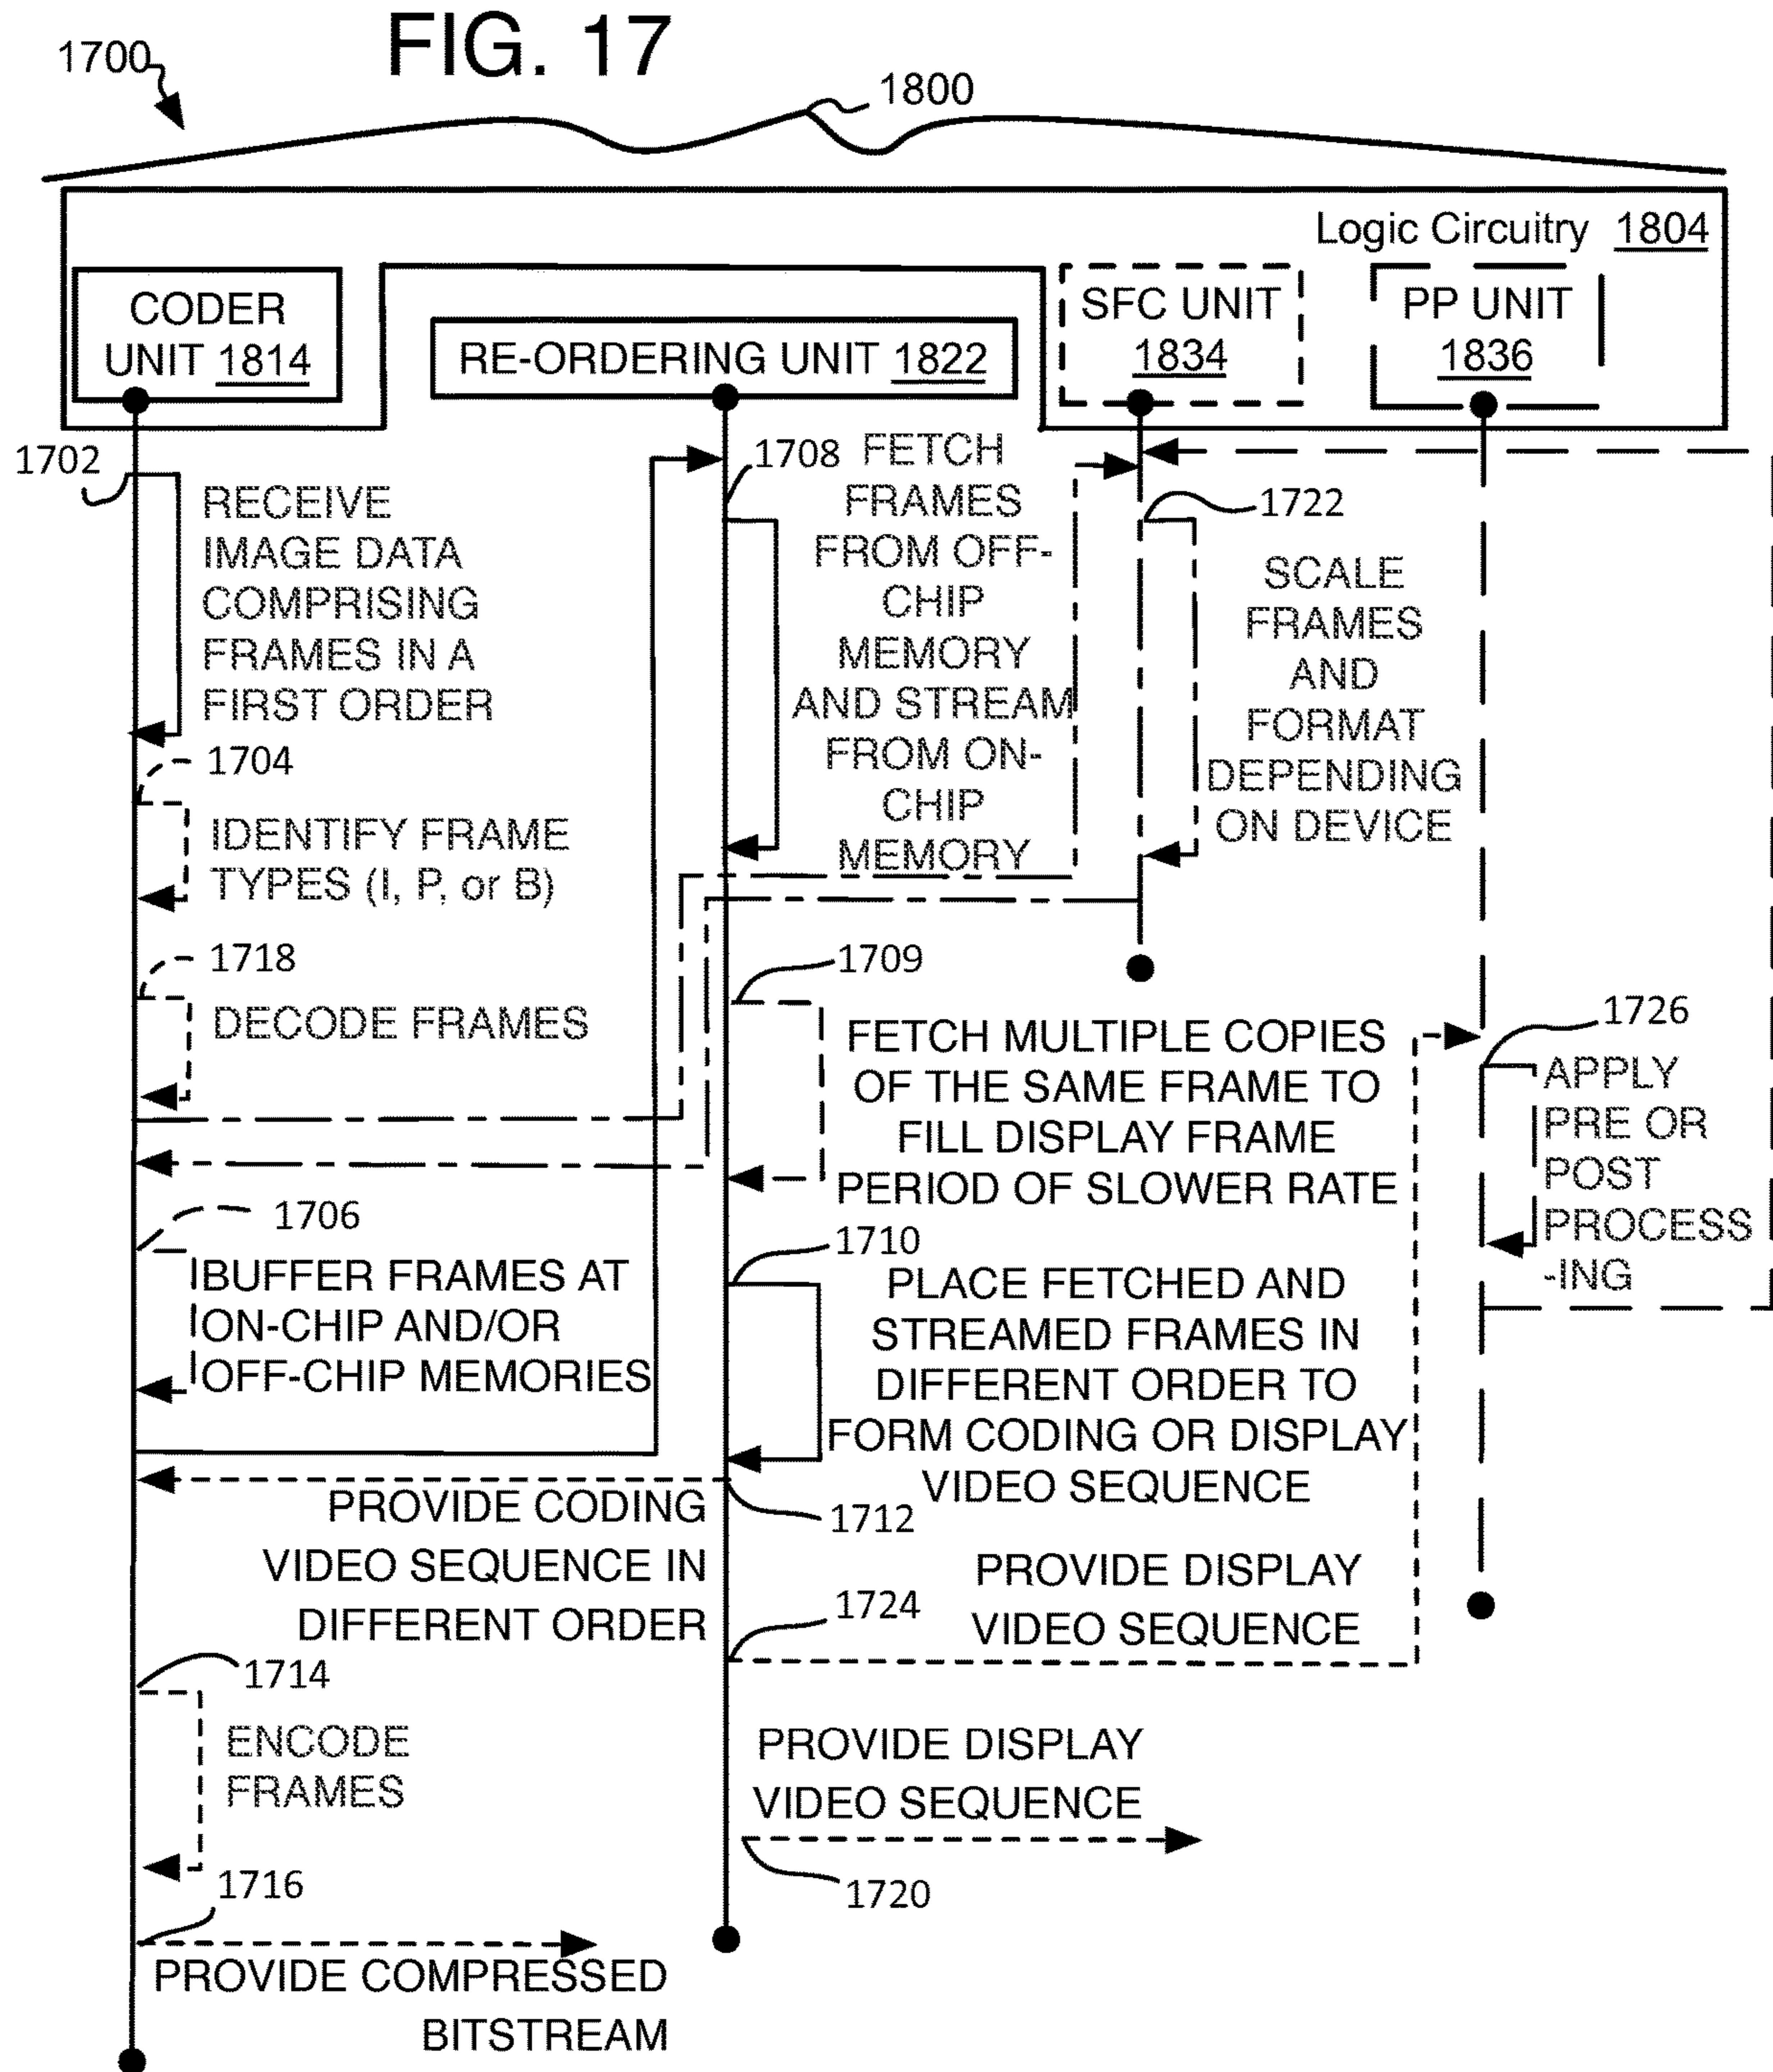 FIG. 17
1700
1800
Logic Circuitry 1804
CODER
UNIT 1814
RE-ORDERING UNIT 1822
SFC UNIT
1834
PP UNIT
1836
1702
RECEIVE
IMAGE DATA
COMPRISING
FRAMES IN A
FIRST ORDER
1704
IDENTIFY FRAME
TYPES (I, P, or B)
1718
DECODE FRAMES
1706
BUFFER FRAMES AT
ON-CHIP AND/OR
OFF-CHIP MEMORIES
1708
FETCH
FRAMES
FROM OFF-
CHIP
MEMORY
AND STREAM
FROM ON-
CHIP
MEMORY
1722
SCALE
FRAMES
AND
FORMAT
DEPENDING
ON DEVICE
1709
FETCH MULTIPLE COPIES
OF THE SAME FRAME TO
FILL DISPLAY FRAME
PERIOD OF SLOWER RATE
1726
APPLY
PRE OR
POST
PROCESS
-ING
1710
PLACE FETCHED AND
STREAMED FRAMES IN
DIFFERENT ORDER TO
FORM CODING OR DISPLAY
VIDEO SEQUENCE
1712
PROVIDE CODING
VIDEO SEQUENCE IN
DIFFERENT ORDER
1724
PROVIDE DISPLAY
VIDEO SEQUENCE
1714
ENCODE
FRAMES
PROVIDE DISPLAY
VIDEO SEQUENCE
1720
1716
PROVIDE COMPRESSED
BITSTREAM